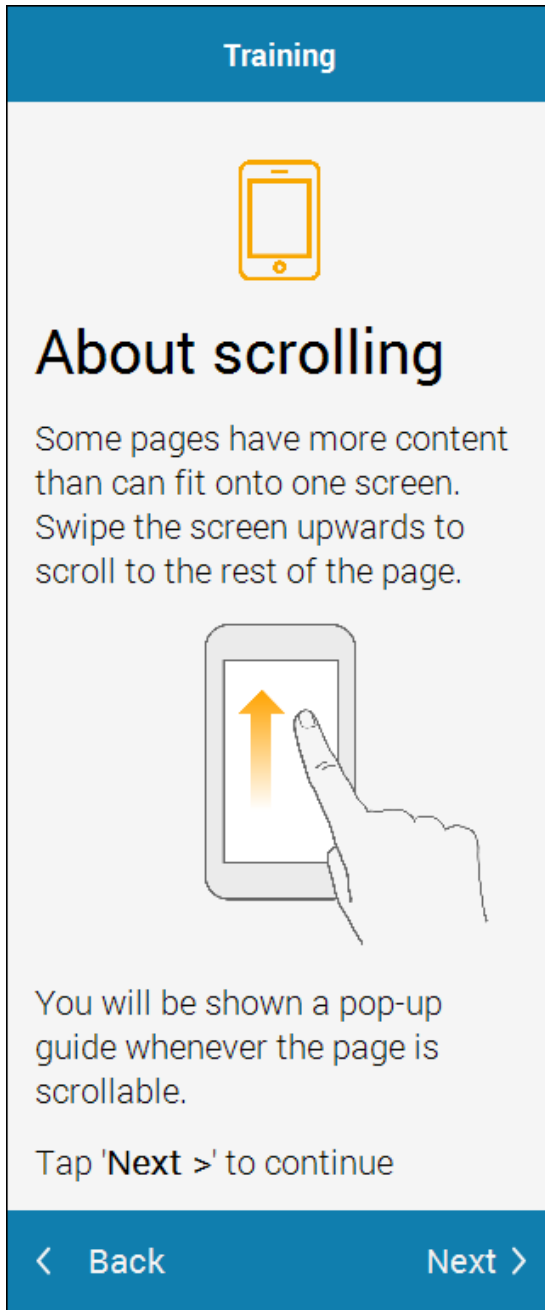 Training
About scrolling
Some pages have more content
than can fit onto one screen.
Swipe the screen upwards to
scroll to the rest of the page.
You will be shown a pop-up
guide whenever the page is
scrollable.
Tap 'Next >' to continue
< Back Next >